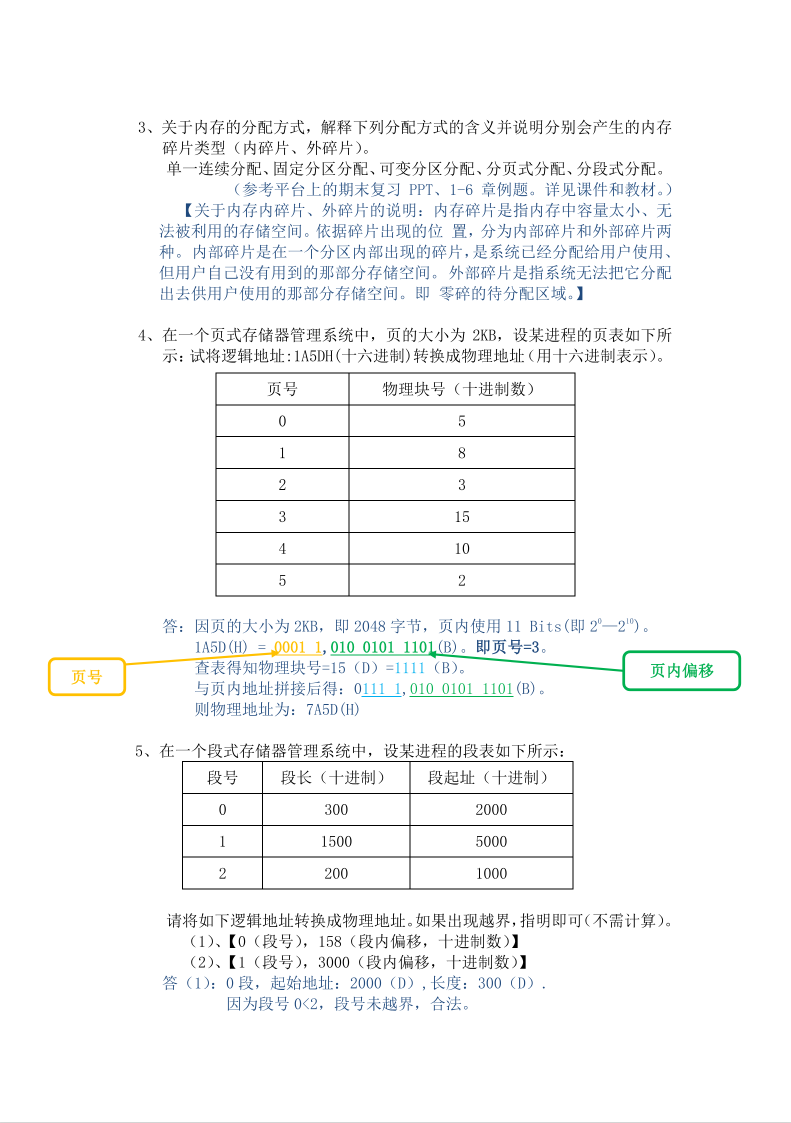 3、关于内存的分配方式，解释下列分配方式的含义并说明分别会产生的内存
碎片类型（内碎片、外碎片）。
单一连续分配、固定分区分配、可变分区分配、分页式分配、分段式分配。
（参考平台上的期末复习 PPT、1-6 章例题。详见课件和教材。）
【关于内存内碎片、外碎片的说明：内存碎片是指内存中容量太小、无
法被利用的存储空间。依据碎片出现的位 置，分为内部碎片和外部碎片两
种。内部碎片是在一个分区内部出现的碎片，是系统已经分配给用户使用、
但用户自己没有用到的那部分存储空间。外部碎片是指系统无法把它分配
出去供用户使用的那部分存储空间。即 零碎的待分配区域。】
4、在一个页式存储器管理系统中，页的大小为 2KB，设某进程的页表如下所
示：试将逻辑地址:1A5DH(十六进制)转换成物理地址（用十六进制表示）。
页号 物理块号（十进制数）
0 5
1 8
2 3
3 15
4 10
5 2
答：因页的大小为 2KB，即 2048 字节，页内使用 11 Bits(即 2⁰—2¹⁰)。
1A5D(H) = 0001 1,010 0101 1101(B)。即页号=3。
页号
页内偏移
查表得知物理块号=15（D）=1111（B）。
与页内地址拼接后得：0111 1,010 0101 1101(B)。
则物理地址为：7A5D(H)
5、在一个段式存储器管理系统中，设某进程的段表如下所示：
段号 段长（十进制） 段起址（十进制）
0 300 2000
1 1500 5000
2 200 1000
请将如下逻辑地址转换成物理地址。如果出现越界，指明即可（不需计算）。
（1）、【0（段号），158（段内偏移，十进制数）】
（2）、【1（段号），3000（段内偏移，十进制数）】
答（1）：0 段，起始地址：2000（D）,长度：300（D）.
因为段号 0<2，段号未越界，合法。